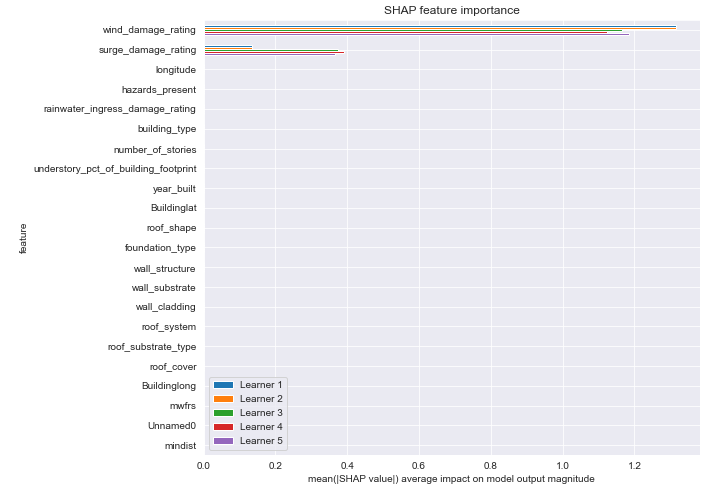 SHAP feature importance
wind_damage_rating
surge_damage_rating
longitude
hazards_present
rainwater_ingress_damage_rating
building_type
number_of_stories
understory_pct_of_building_footprint
year_built
Buildinglat
roof_shape
foundation_type
wall_structure
wall_substrate
wall_cladding
roof_system
roof_substrate_type
roof_cover
Buildinglong
mwfrs
Unnamed0
mindist
feature
Learner 1
Learner 2
Learner 3
Learner 4
Learner 5
0.0 0.2 0.4 0.6 0.8 1.0 1.2
mean(|SHAP value|) average impact on model output magnitude